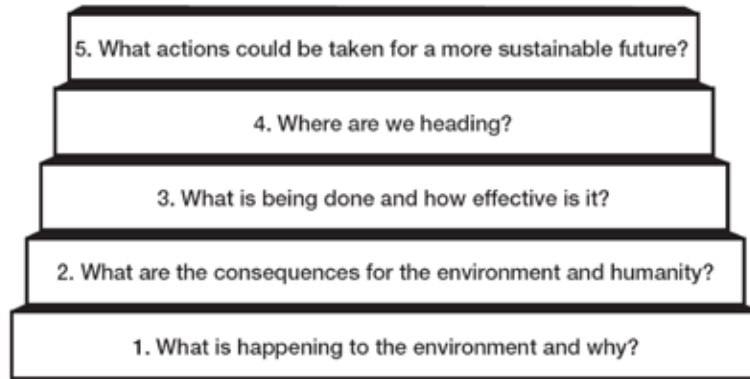 5. What actions could be taken for a more sustainable future?
4. Where are we heading?
3. What is being done and how effective is it?
2. What are the consequences for the environment and humanity?
1. What is happening to the environment and why?